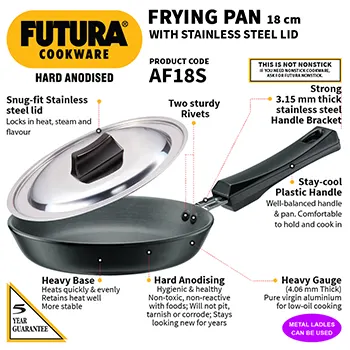 FUTURA®
COOKWARE
HARD ANODISED
FRYING PAN 18 cm
WITH STAINLESS STEEL LID
PRODUCT CODE
AF18S
THIS IS NOT NONSTICK
IF YOU NEED NONSTICK COOKWARE,
ASK FOR FUTURA NONSTICK.
Snug-fit Stainless
steel lid
Locks in heat, steam and
flavour
Two sturdy
Rivets
Strong
3.15 mm thick
stainless steel
Handle Bracket
Stay-cool
Plastic Handle
Well-balanced handle
& pan. Comfortable
to hold and cook in
Heavy Base
Heats quickly & evenly
Retains heat well
More stable
Hard Anodising
Hygienic & healthy
Non-toxic, non-reactive
with foods; Will not pit,
tarnish or corrode; Stays
looking new for years
Heavy Gauge
(4.06 mm Thick)
Pure virgin aluminium
for low-oil cooking
5
YEAR
GUARANTEE
METAL LADLES
CAN BE USED